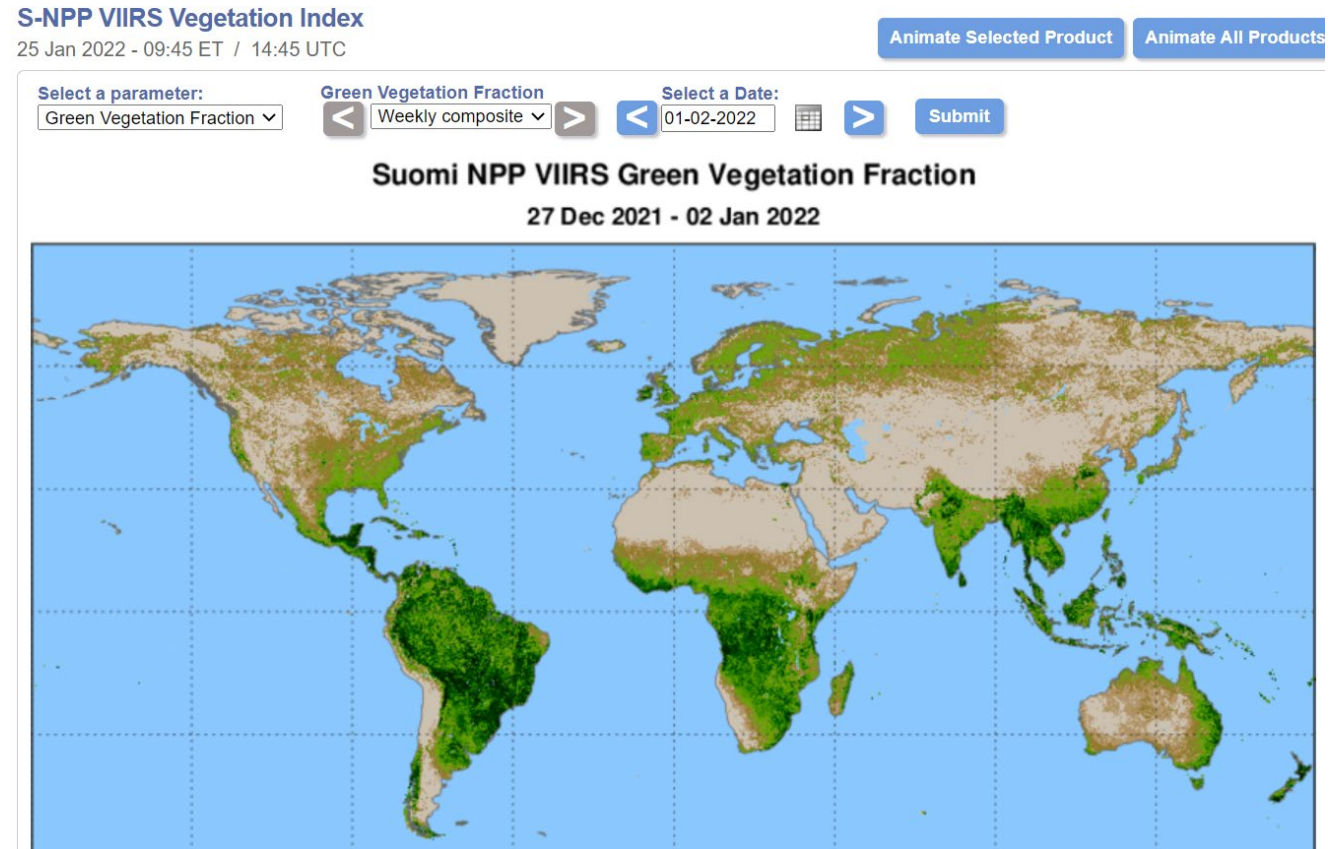 S-NPP VIIRS Vegetation Index
25 Jan 2022 - 09:45 ET / 14:45 UTC
Animate Selected Product
Animate All Products
Select a parameter:
Green Vegetation Fraction
Green Vegetation Fraction
< Weekly composite >
Select a Date:
< 01-02-2022 >
Submit
Suomi NPP VIIRS Green Vegetation Fraction
27 Dec 2021 - 02 Jan 2022